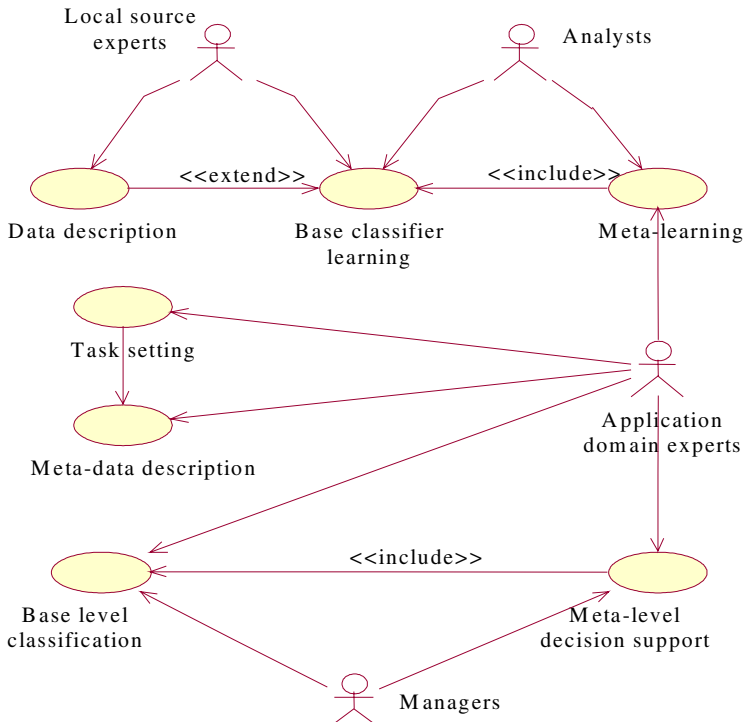 Local source
experts
Analysts
<<extend>>
<<include>>
Data description
Base classifier
learning
Meta-learning
Task setting
Meta-data description
Application
domain experts
<<include>>
Base level
classification
Meta-level
decision support
Managers